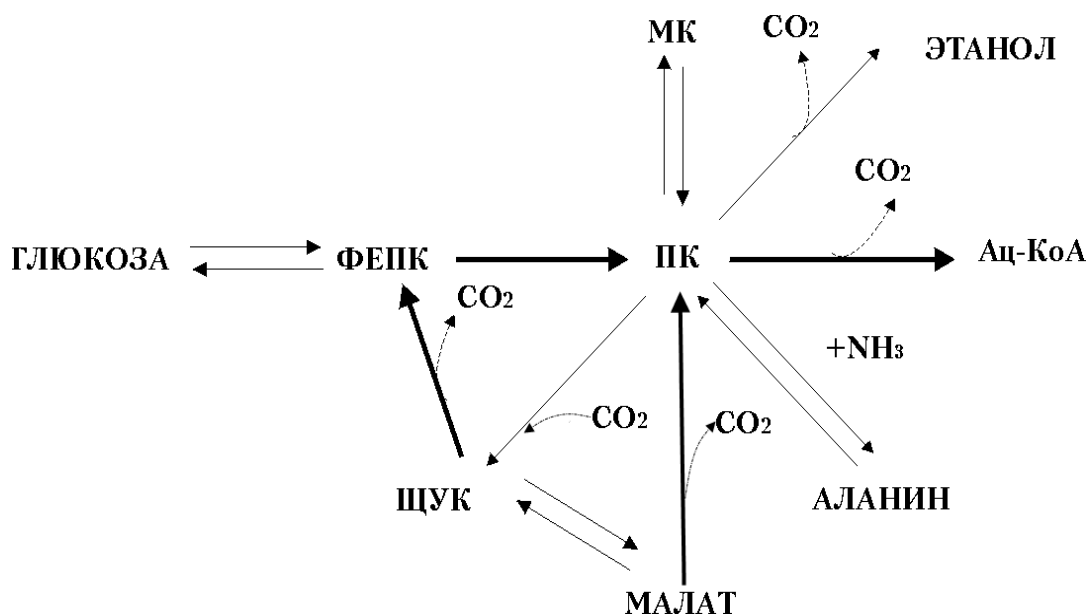 МК
CO2
ЭТАНОЛ
CO2
ГЛЮКОЗА
ФЕПК
ПК
Ац-КоА
CO2
+NH3
CO2
CO2
ЩУК
АЛАНИН
МАЛАТ